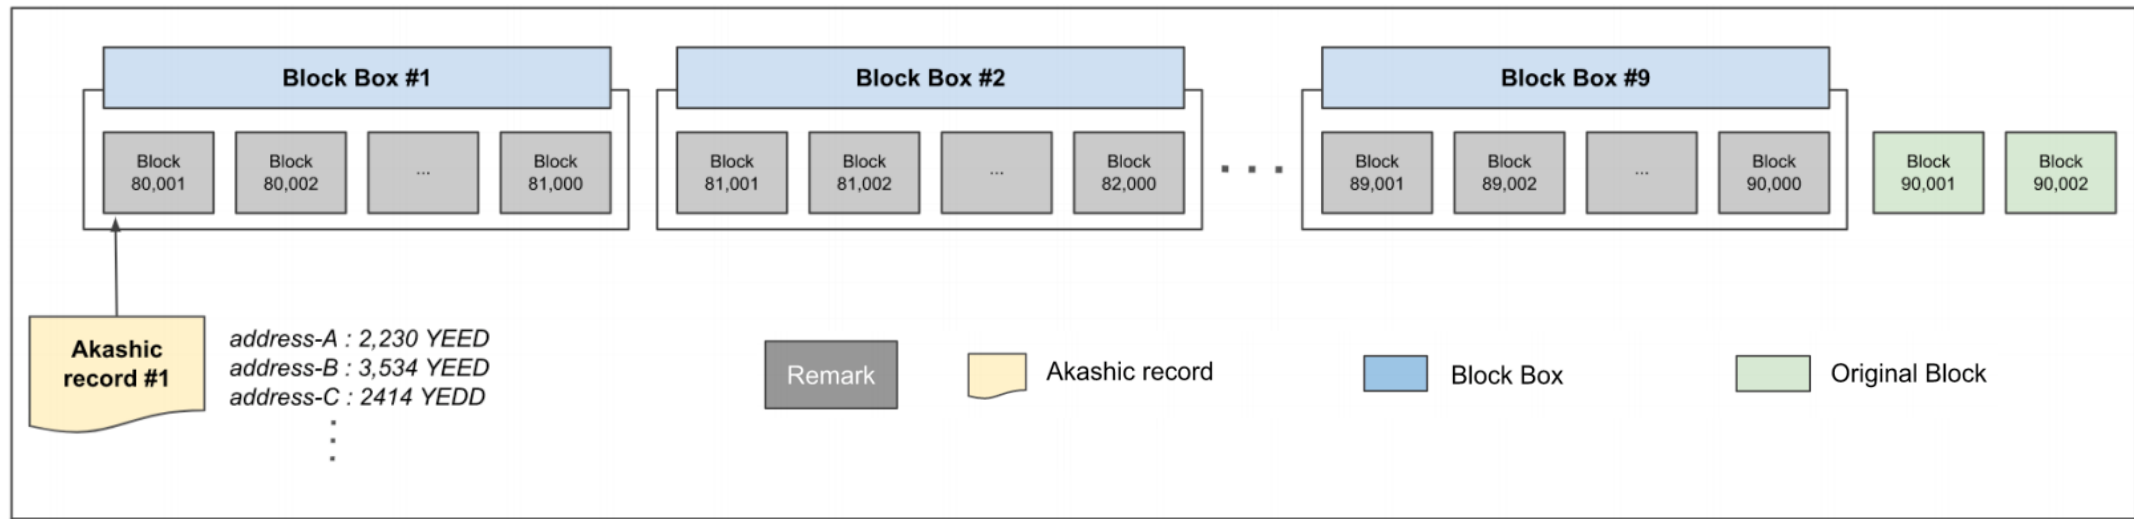 Block Box #1
Block Box #2
Block Box #9
Block
80,001
Block
80,002
...
Block
81,000
Block
81,001
Block
81,002
...
Block
82,000
. . .
Block
89,001
Block
89,002
...
Block
90,000
Block
90,001
Block
90,002
Akashic
record #1
address-A : 2,230 YEED
address-B : 3,534 YEED
address-C : 2414 YEDD
Remark
Akashic record
Block Box
Original Block